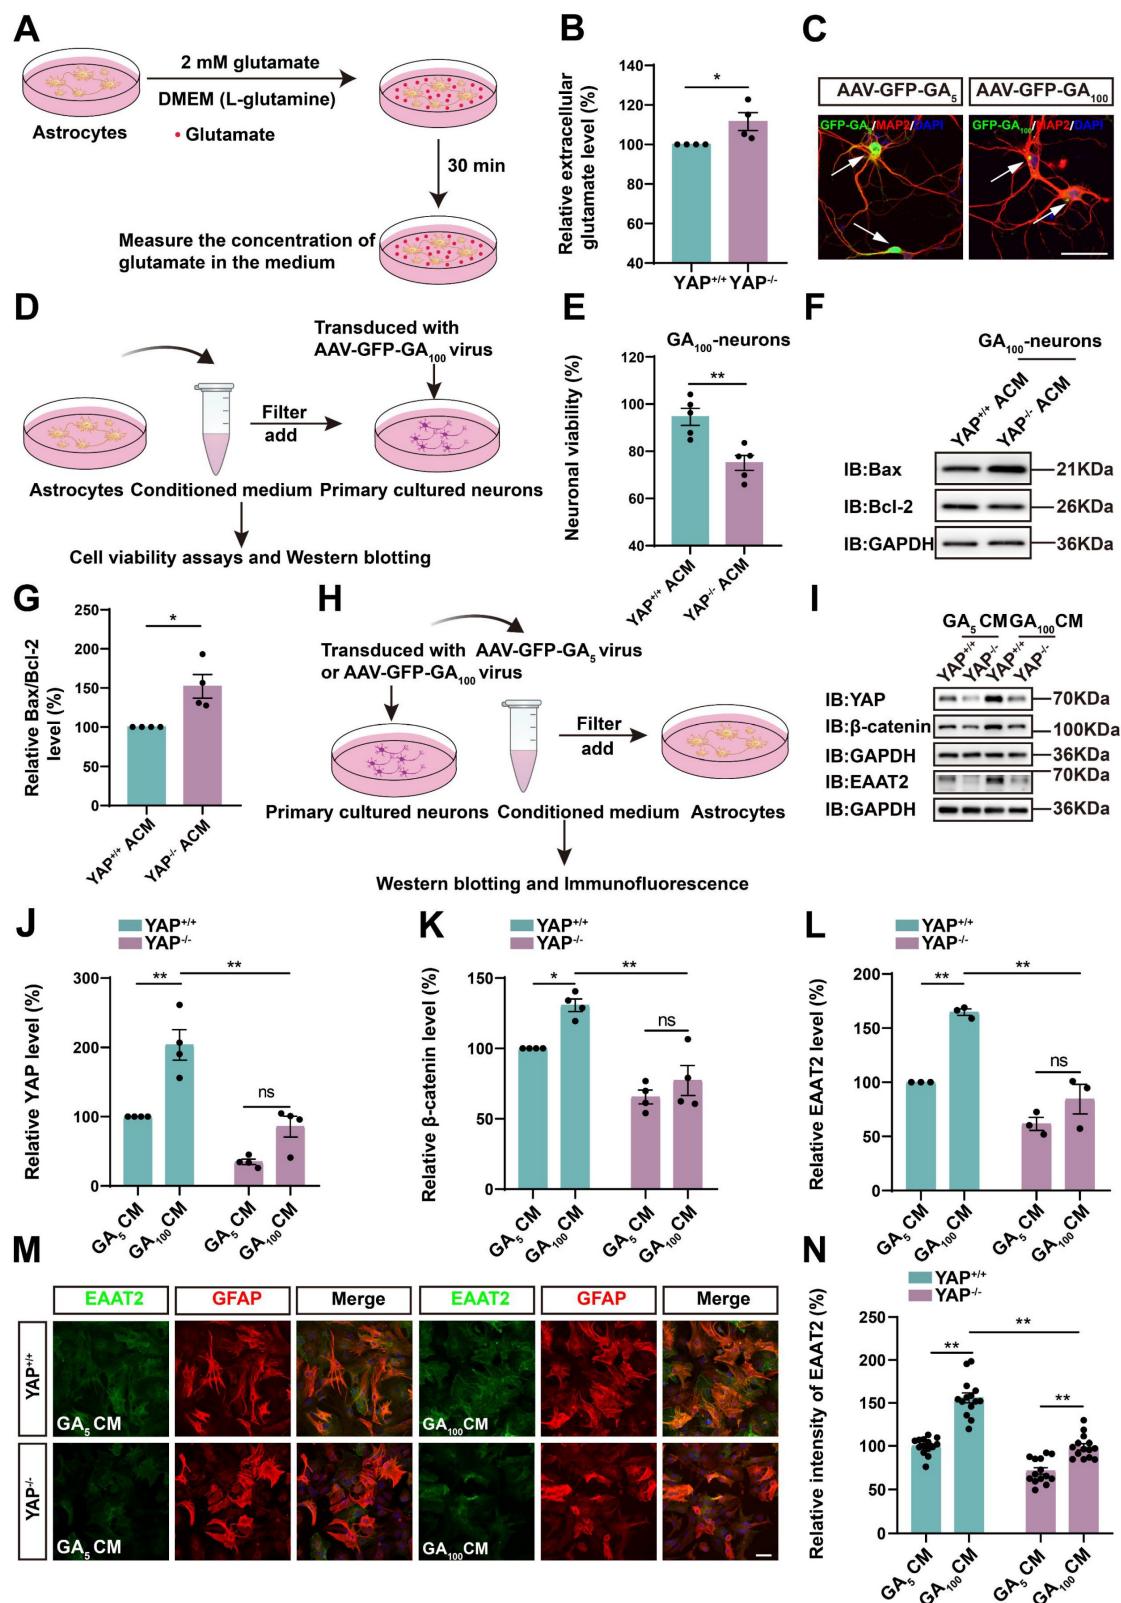 A
2 mM glutamate
DMEM (L-glutamine)
Astrocytes
Glutamate
30 min
Measure the concentration of
glutamate in the medium
B
Relative extracellular
glutamate level (%)
140
120
100
80
60
40
*
YAP+/+ YAP-/-
C
AAV-GFP-GA5
AAV-GFP-GA100
GFP-GA5/MAP2/DAPI
GFP-GA100/MAP2/DAPI
D
Transduced with
AAV-GFP-GA100 virus
Filter
add
Astrocytes Conditioned medium Primary cultured neurons
Cell viability assays and Western blotting
E
GA100-neurons
Neuronal viability (%)
120
100
80
60
40
**
YAP+/+ ACM
YAP-/- ACM
F
GA100-neurons
YAP+/+ ACM
YAP-/- ACM
IB:Bax 21KDa
IB:Bcl-2 26KDa
IB:GAPDH 36KDa
G
Relative Bax/Bcl-2
level (%)
250
200
150
100
50
0
*
YAP+/+ ACM
YAP-/- ACM
H
Transduced with AAV-GFP-GA5 virus
or AAV-GFP-GA100 virus
Filter
add
Primary cultured neurons Conditioned medium Astrocytes
Western blotting and Immunofluorescence
I
GA5 CM GA100CM
YAP+/+ YAP-/- YAP+/+ YAP-/-
IB:YAP 70KDa
IB:β-catenin 100KDa
IB:GAPDH 36KDa
IB:EAAT2 70KDa
IB:GAPDH 36KDa
J
YAP+/+
YAP-/-
Relative YAP level (%)
300
200
100
0
**
**
ns
GA5 CM
GA100 CM
GA5 CM
GA100 CM
K
YAP+/+
YAP-/-
Relative β-catenin level (%)
150
100
50
0
*
**
ns
GA5 CM
GA100 CM
GA5 CM
GA100 CM
L
YAP+/+
YAP-/-
Relative EAAT2 level (%)
200
150
100
50
0
**
**
ns
GA5 CM
GA100 CM
GA5 CM
GA100 CM
M
EAAT2 GFAP Merge EAAT2 GFAP Merge
YAP+/+
GA5 CM
GA100CM
YAP-/-
GA5 CM
GA100CM
N
YAP+/+
YAP-/-
Relative intensity of EAAT2 (%)
250
200
150
100
50
0
**
**
**
GA5 CM
GA100 CM
GA5 CM
GA100 CM